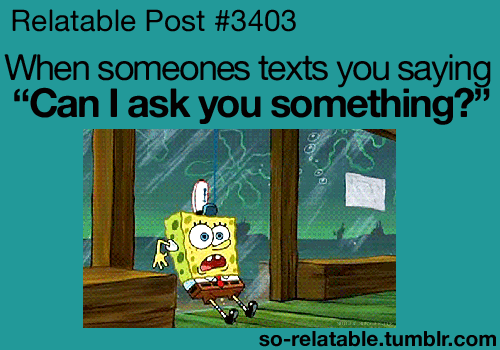 Relatable Post #3403
When someones texts you saying
“Can I ask you something?”
so-relatable.tumblr.com